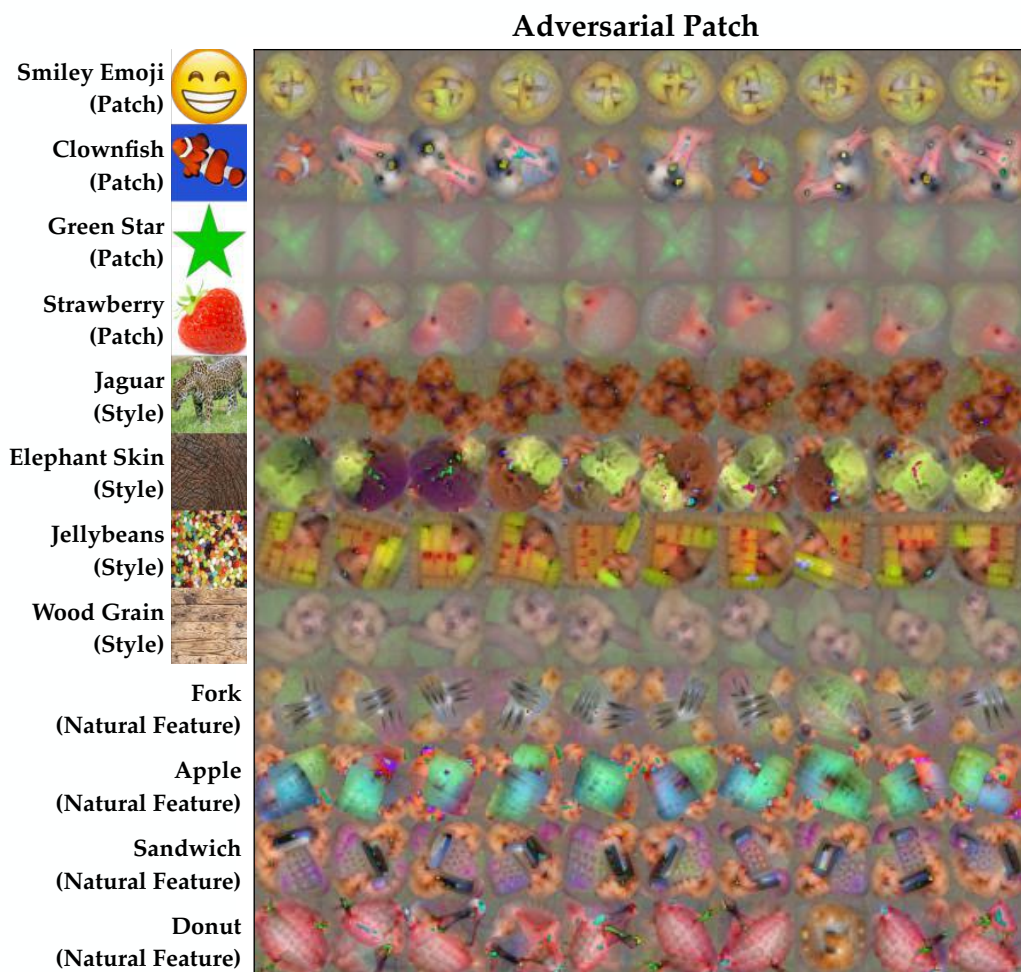 Adversarial Patch
Smiley Emoji
(Patch)
Clownfish
(Patch)
Green Star
(Patch)
Strawberry
(Patch)
Jaguar
(Style)
Elephant Skin
(Style)
Jellybeans
(Style)
Wood Grain
(Style)
Fork
(Natural Feature)
Apple
(Natural Feature)
Sandwich
(Natural Feature)
Donut
(Natural Feature)